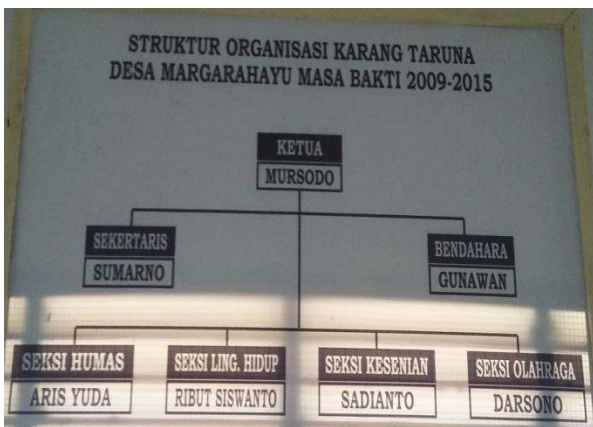 STRUKTUR ORGANISASI KARANG TARUNA
DESA MARGARAHAYU MASA BAKTI 2009-2015
KETUA
MURSODO
SEKERTARIS
SUMARNO
BENDAHARA
GUNAWAN
SEKSI HUMAS
ARIS YUDA
SEKSI LING. HIDUP
RIBUT SISWANTO
SEKSI KESENIAN
SADIANTO
SEKSI OLAHRAGA
DARSONO